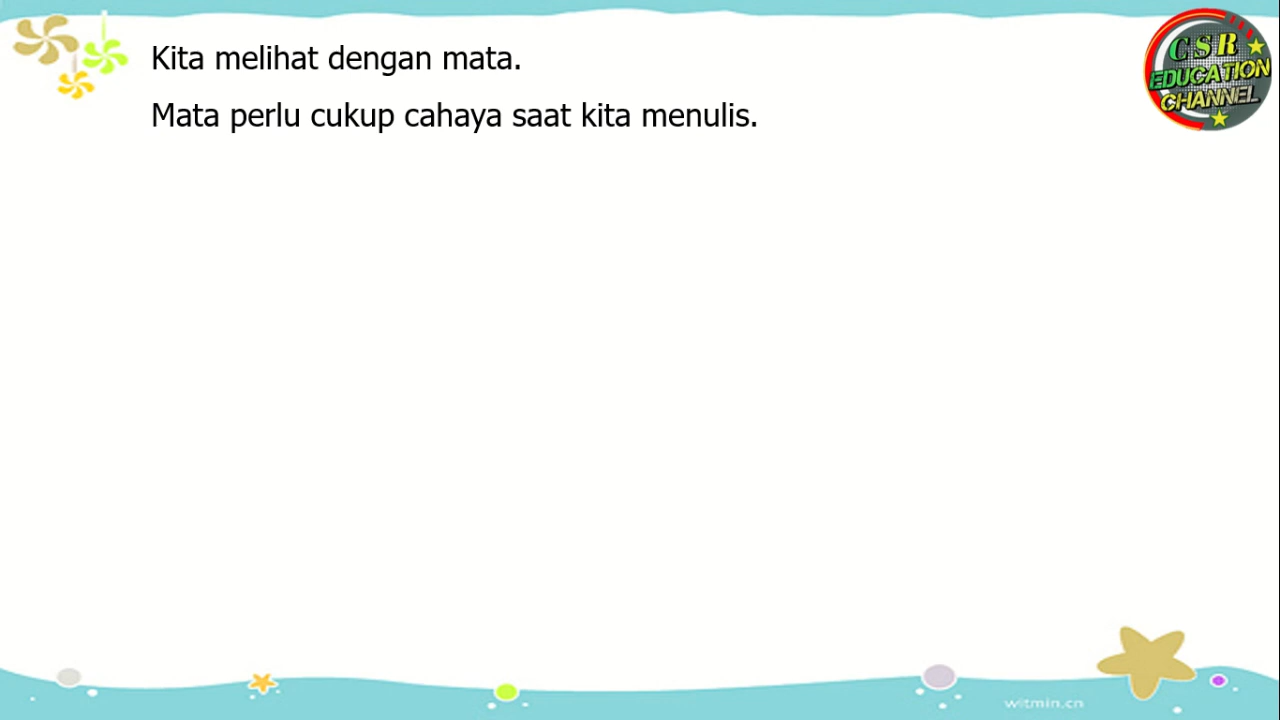 Kita melihat dengan mata.
Mata perlu cukup cahaya saat kita menulis.
CSR
EDUCATION
CHANNEL
witmin.cn